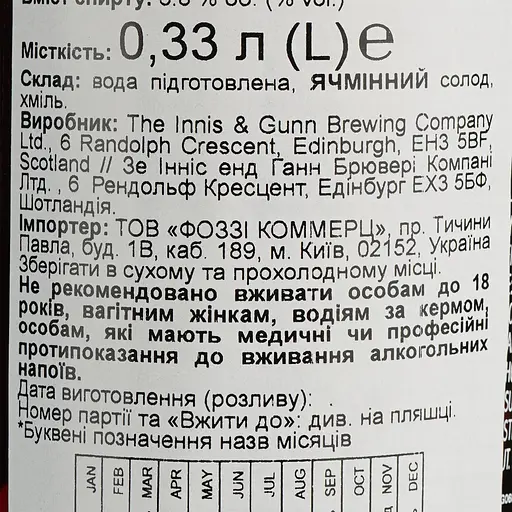 Місткість: 0,33 л (L) ℮
Склад: вода підготовлена, ЯЧМІННИЙ солод,
хміль.
Виробник: The Innis & Gunn Brewing Company
Ltd., 6 Randolph Crescent, Edinburgh, EH3 5BF,
Scotland // Зе Інніс енд Ганн Брювері Компані
Лтд. , 6 Рендольф Кресцент, Едінбург ЕХ3 5БФ,
Шотландія.
Імпортер: ТОВ «ФОЗЗІ КОММЕРЦ», пр. Тичини
Павла, буд. 1В, каб. 189, м. Київ, 02152, Україна
Зберігати в сухому та прохолодному місці.
Не рекомендовано вживати особам до 18
років, вагітним жінкам, водіям за кермом,
особам, які мають медичні чи професійні
протипоказання до вживання алкогольних
напоїв.
Дата виготовлення (розливу): .
Номер партії та «Вжити до»: див. на пляшці.
*Буквені позначення назв місяців
JAN FEB MAR APR MAY JUN JUL AUG SEP OCT NOV DEC